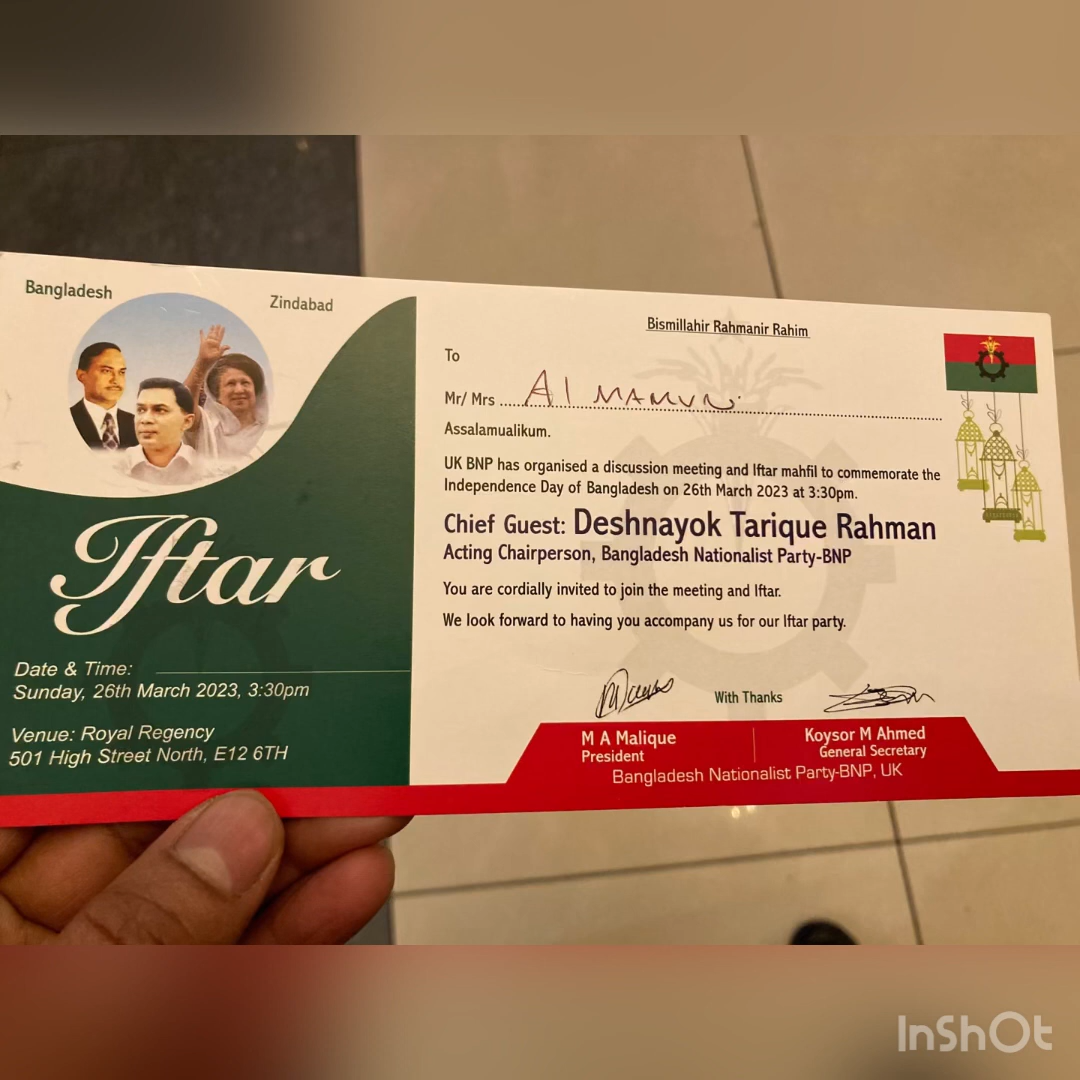 Bangladesh
Zindabad
Iftar
Date & Time:
Sunday, 26th March 2023, 3:30pm
Venue: Royal Regency
501 High Street North, E12 6TH
Bismillahir Rahmanir Rahim
To
Mr/ Mrs ..... Al MAMUN
Assalamualikum.
UK BNP has organised a discussion meeting and Iftar mahfil to commemorate the
Independence Day of Bangladesh on 26th March 2023 at 3:30pm.
Chief Guest: Deshnayok Tarique Rahman
Acting Chairperson, Bangladesh Nationalist Party-BNP
You are cordially invited to join the meeting and Iftar.
We look forward to having you accompany us for our Iftar party.
With Thanks
M A Malique
President
Koysor M Ahmed
General Secretary
Bangladesh Nationalist Party-BNP, UK
InShOt